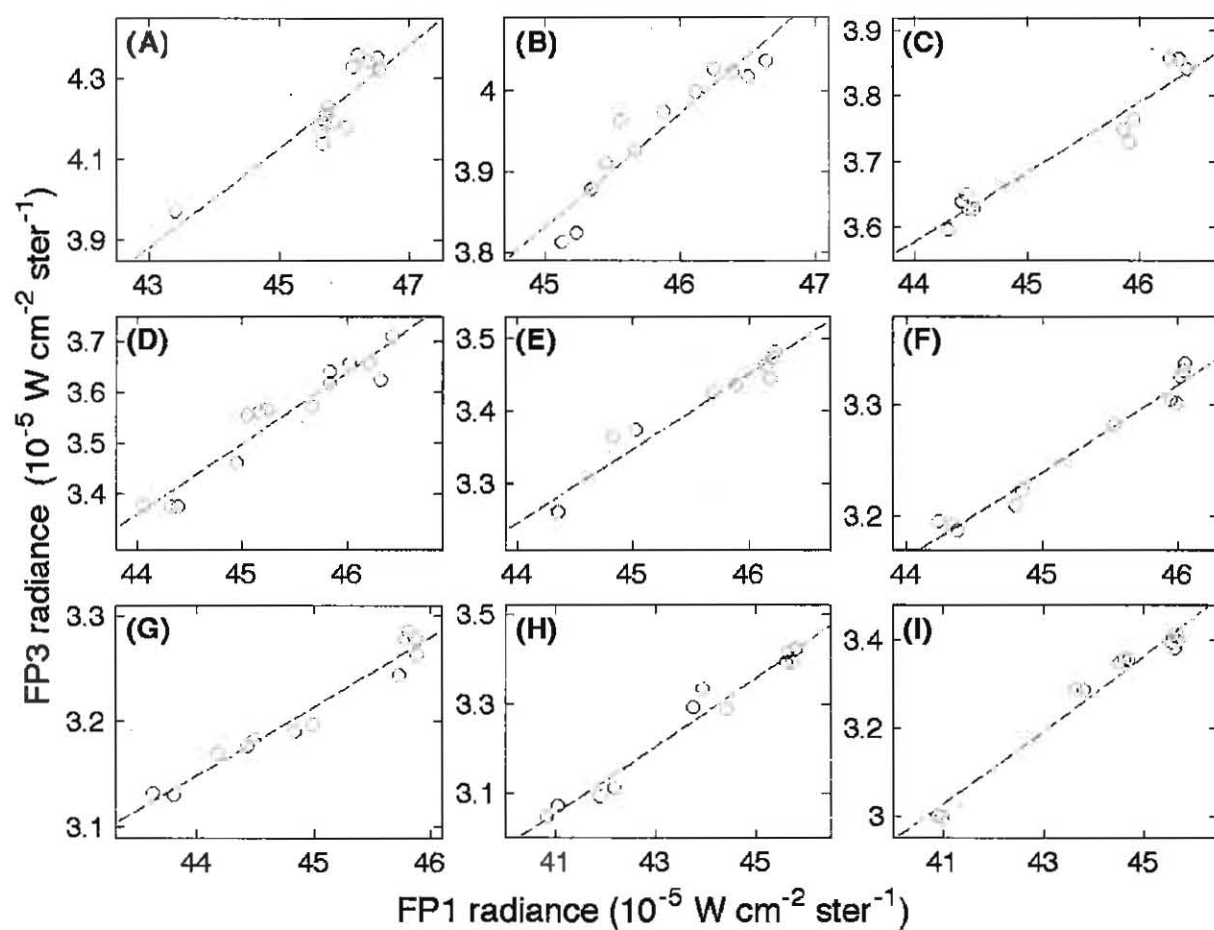 (A) (B) (C)
4.3 4.1 3.9
43 45 47
4 3.9 3.8
45 46 47
3.9 3.8 3.7 3.6
44 45 46
(D) (E) (F)
3.7 3.6 3.5 3.4
44 45 46
3.5 3.4 3.3
44 45 46
3.3 3.2
44 45 46
(G) (H) (I)
3.3 3.2 3.1
44 45 46
3.5 3.3 3.1
41 43 45
3.4 3.2 3
41 43 45
FP3 radiance (10⁻⁵ W cm⁻² ster⁻¹)
FP1 radiance (10⁻⁵ W cm⁻² ster⁻¹)